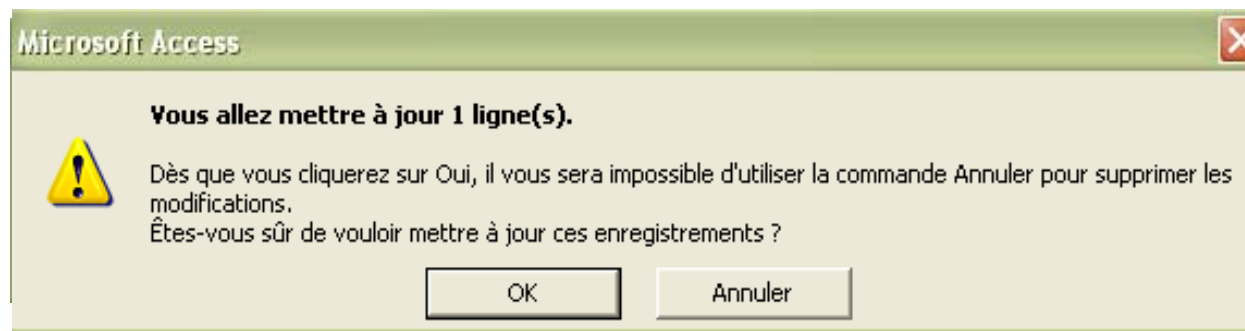 Microsoft Access
Vous allez mettre à jour 1 ligne(s).
Dès que vous cliquerez sur Oui, il vous sera impossible d'utiliser la commande Annuler pour supprimer les
modifications.
Êtes-vous sûr de vouloir mettre à jour ces enregistrements ?
OK
Annuler